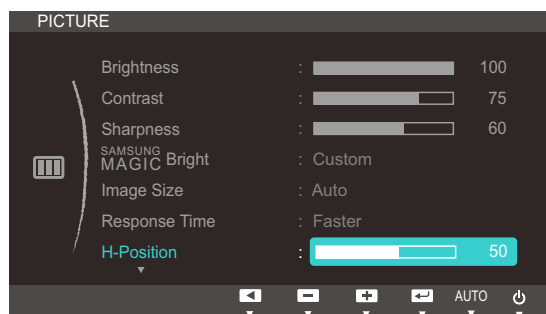 PICTURE
Brightness : 100
Contrast : 75
Sharpness : 60
SAMSUNG MAGIC Bright : Custom
Image Size : Auto
Response Time : Faster
H-Position : 50
AUTO